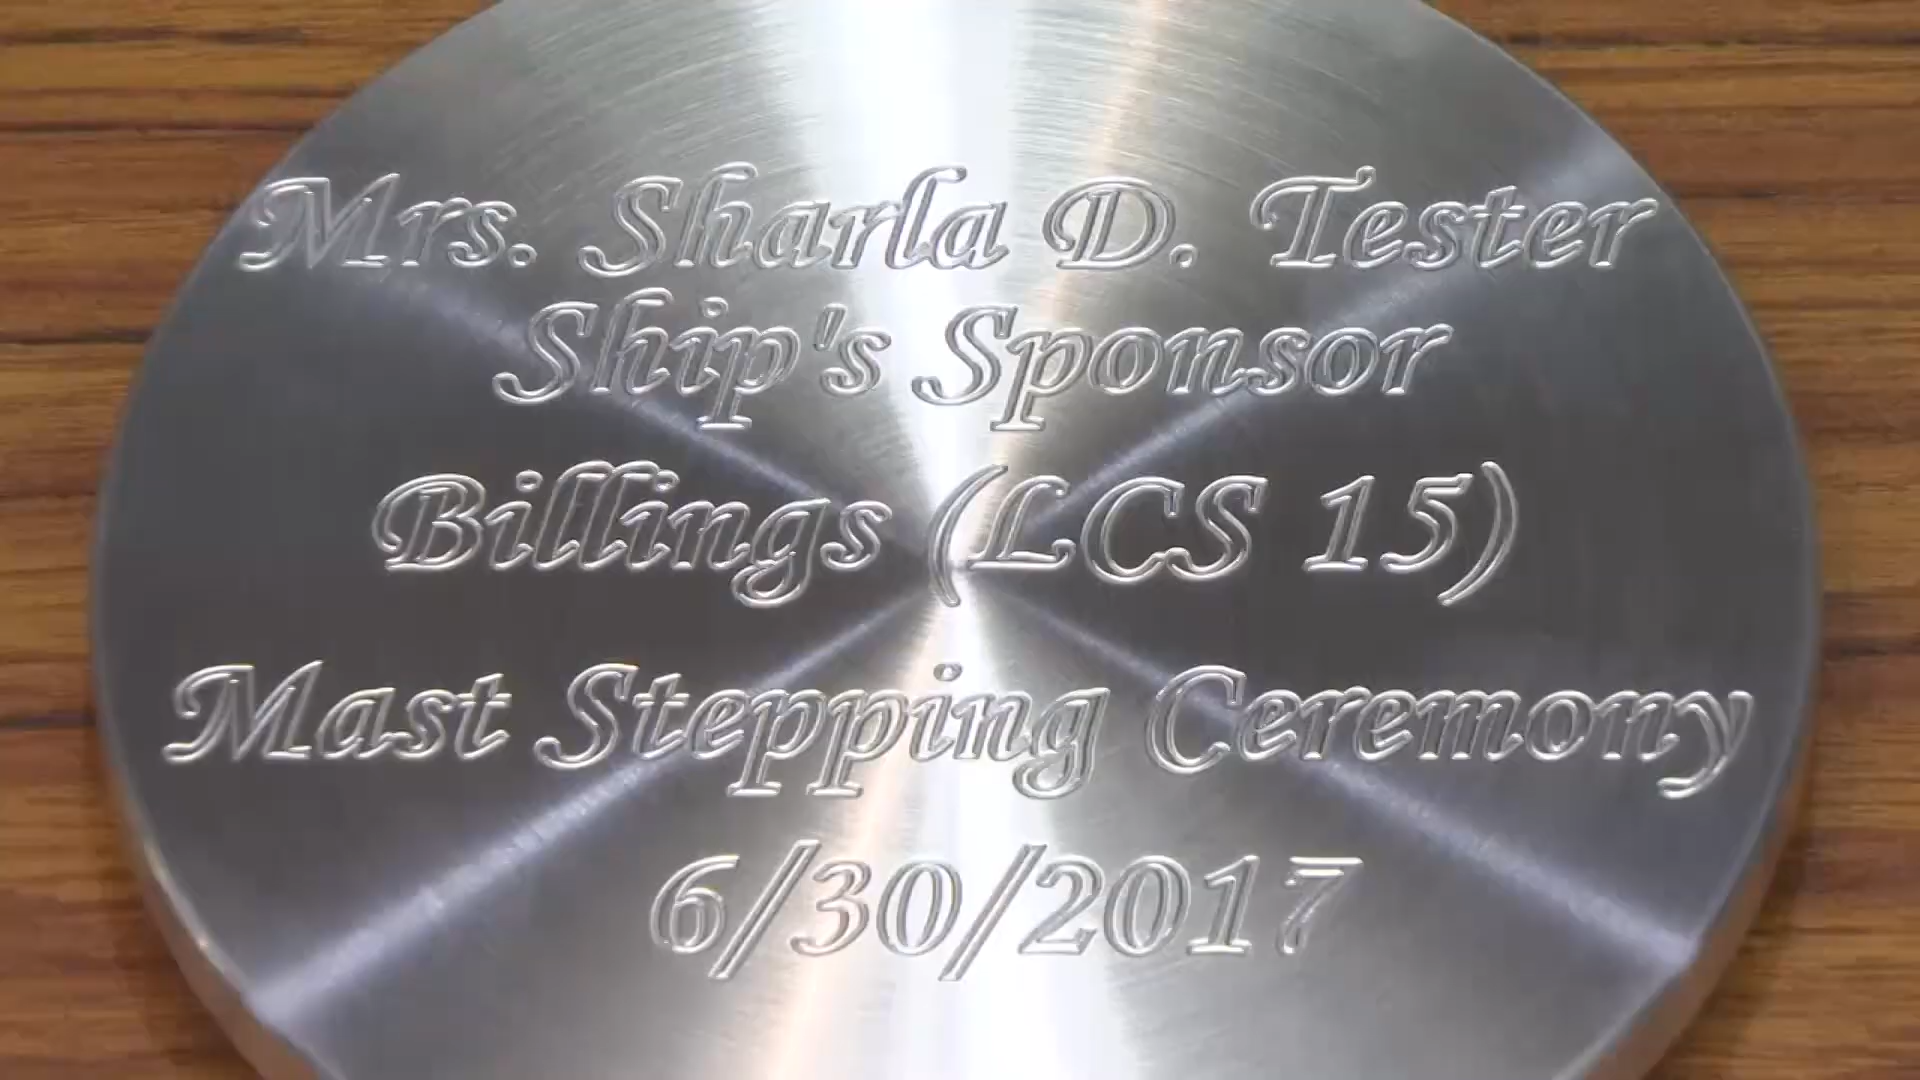 Mrs. Sharla D. Tester
Ship's Sponsor
Billings (LCS 15)
Mast Stepping Ceremony
6/30/2017